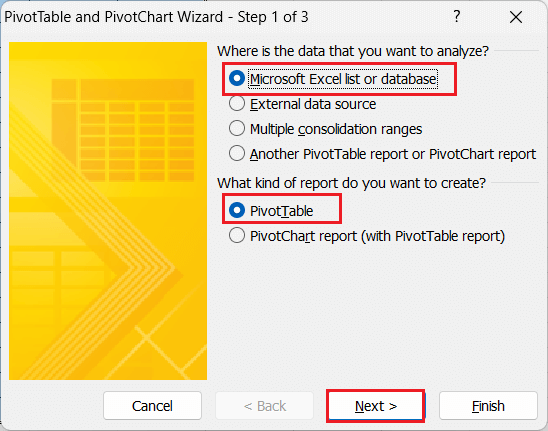 PivotTable and PivotChart Wizard - Step 1 of 3 ?
Where is the data that you want to analyze?
Microsoft Excel list or database
External data source
Multiple consolidation ranges
Another PivotTable report or PivotChart report
What kind of report do you want to create?
PivotTable
PivotChart report (with PivotTable report)
Cancel < Back Next > Finish